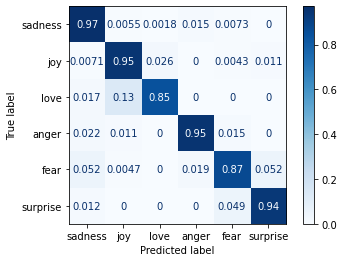 sadness 0.97 0.0055 0.0018 0.015 0.0073 0
joy 0.0071 0.95 0.026 0 0.0043 0.011
love 0.017 0.13 0.85 0 0 0
anger 0.022 0.011 0 0.95 0.015 0
fear 0.052 0.0047 0 0.019 0.87 0.052
surprise 0.012 0 0 0 0.049 0.94
sadness joy love anger fear surprise
Predicted label
True label
0.8
0.6
0.4
0.2
0.0